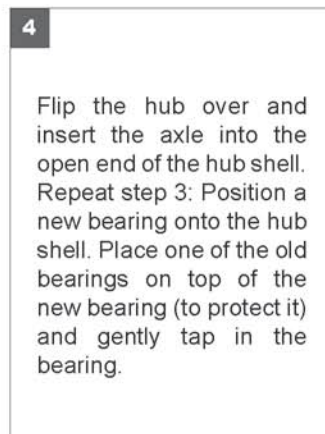 4
Flip the hub over and
insert the axle into the
open end of the hub shell.
Repeat step 3: Position a
new bearing onto the hub
shell. Place one of the old
bearings on top of the
new bearing (to protect it)
and gently tap in the
bearing.